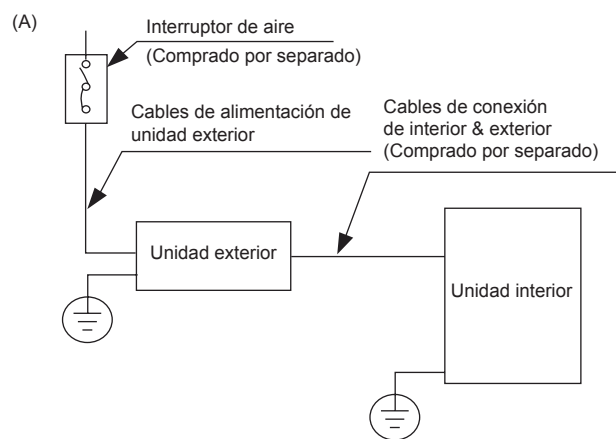 (A)
Interruptor de aire
(Comprado por separado)
Cables de alimentación de
unidad exterior
Cables de conexión
de interior & exterior
(Comprado por separado)
Unidad exterior
Unidad interior